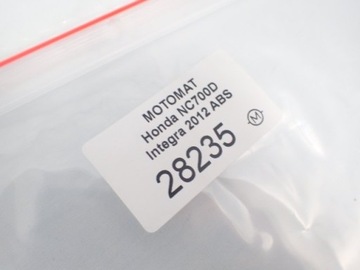 MOTOMAT
Honda NC700D
Integra 2012 ABS
28235
M